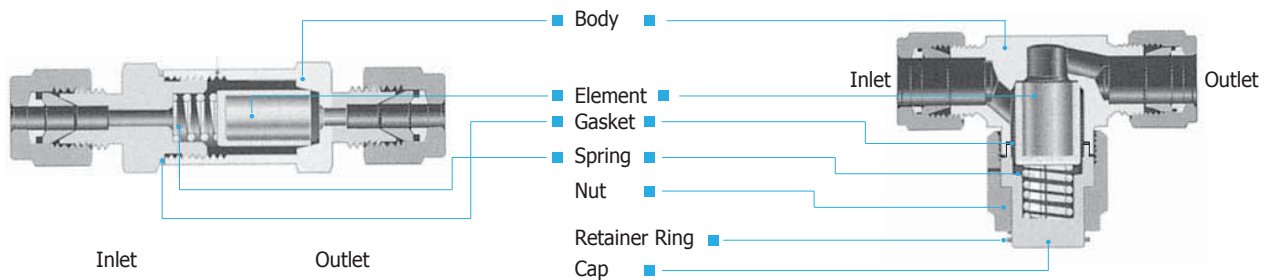 Body
Inlet
Outlet
Element
Gasket
Spring
Nut
Retainer Ring
Inlet
Outlet
Cap